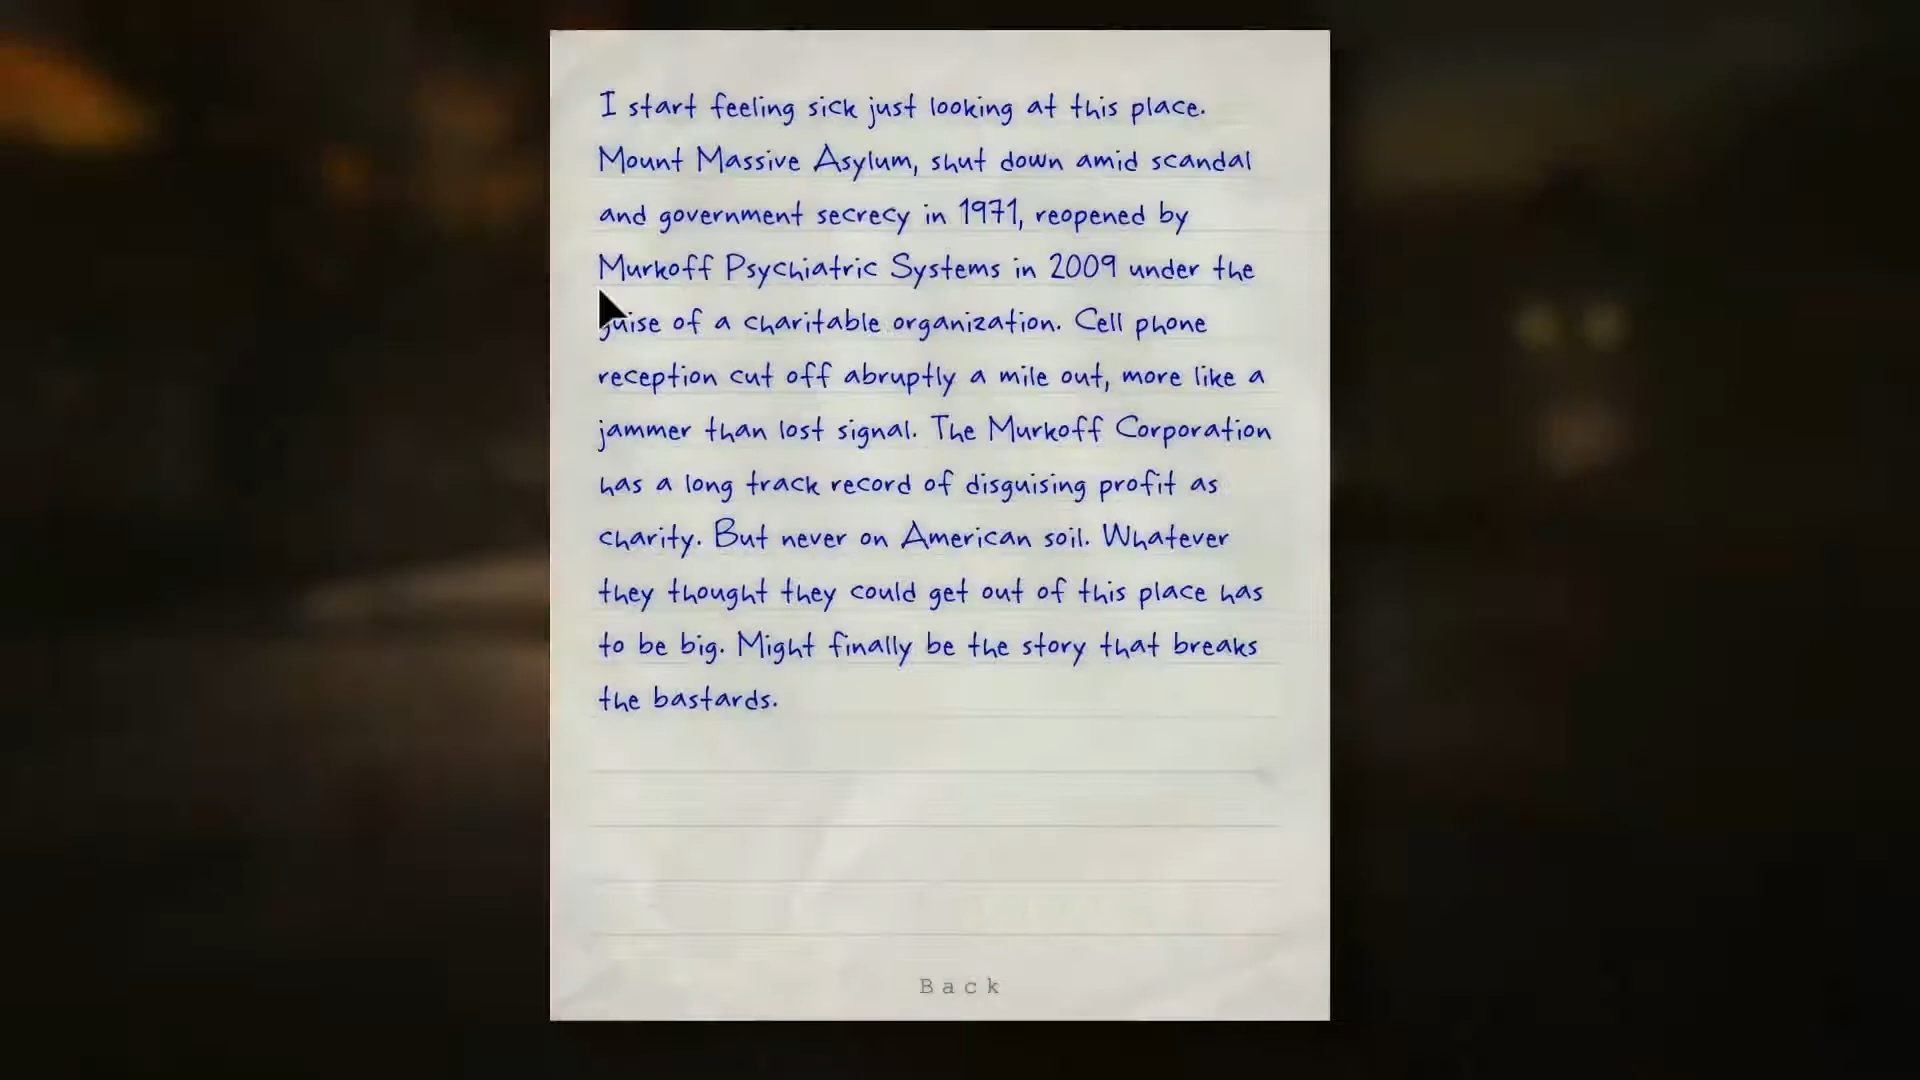 I start feeling sick just looking at this place.
Mount Massive Asylum, shut down amid scandal
and government secrecy in 1971, reopened by
Murkoff Psychiatric Systems in 2009 under the
guise of a charitable organization. Cell phone
reception cut off abruptly a mile out, more like a
jammer than lost signal. The Murkoff Corporation
has a long track record of disguising profit as
charity. But never on American soil. Whatever
they thought they could get out of this place has
to be big. Might finally be the story that breaks
the bastards.
Back